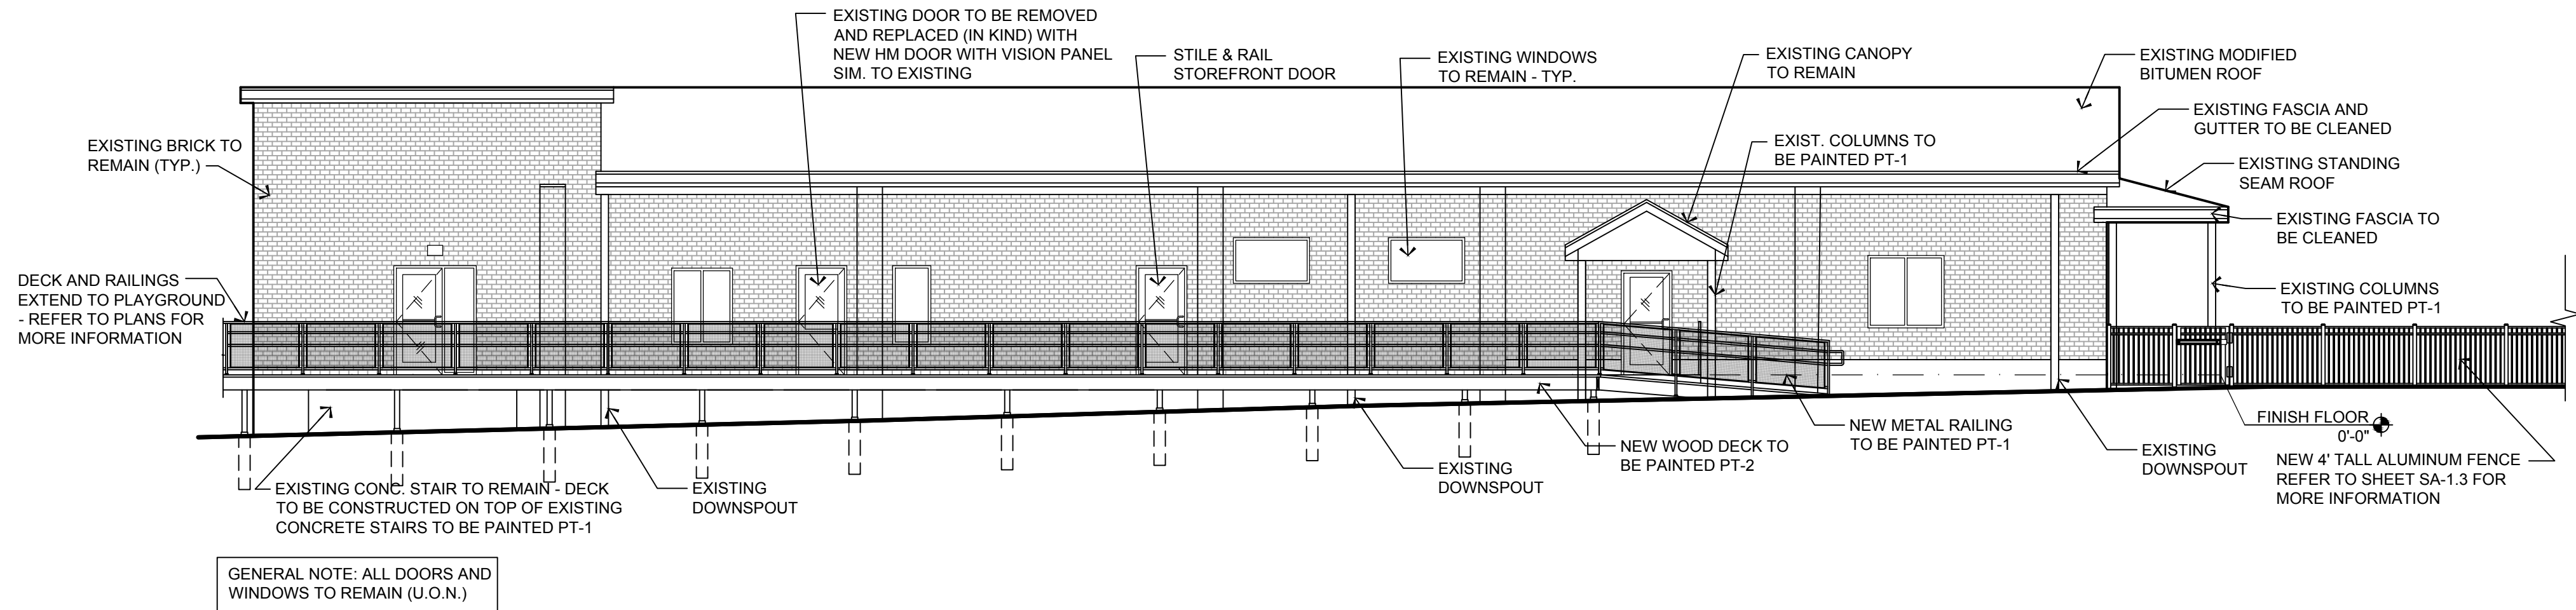 EXISTING DOOR TO BE REMOVED
AND REPLACED (IN KIND) WITH
NEW HM DOOR WITH VISION PANEL
SIM. TO EXISTING
STILE & RAIL
STOREFRONT DOOR
EXISTING WINDOWS
TO REMAIN - TYP.
EXISTING CANOPY
TO REMAIN
EXISTING MODIFIED
BITUMEN ROOF
EXISTING FASCIA AND
GUTTER TO BE CLEANED
EXISTING BRICK TO
REMAIN (TYP.)
EXIST. COLUMNS TO
BE PAINTED PT-1
EXISTING STANDING
SEAM ROOF
EXISTING FASCIA TO
BE CLEANED
DECK AND RAILINGS
EXTEND TO PLAYGROUND
- REFER TO PLANS FOR
MORE INFORMATION
EXISTING COLUMNS
TO BE PAINTED PT-1
FINISH FLOOR
0'-0"
NEW METAL RAILING
TO BE PAINTED PT-1
NEW WOOD DECK TO
BE PAINTED PT-2
EXISTING
DOWNSPOUT
NEW 4' TALL ALUMINUM FENCE
REFER TO SHEET SA-1.3 FOR
MORE INFORMATION
EXISTING
DOWNSPOUT
EXISTING CONC. STAIR TO REMAIN - DECK
TO BE CONSTRUCTED ON TOP OF EXISTING
CONCRETE STAIRS TO BE PAINTED PT-1
EXISTING
DOWNSPOUT
GENERAL NOTE: ALL DOORS AND
WINDOWS TO REMAIN (U.O.N.)